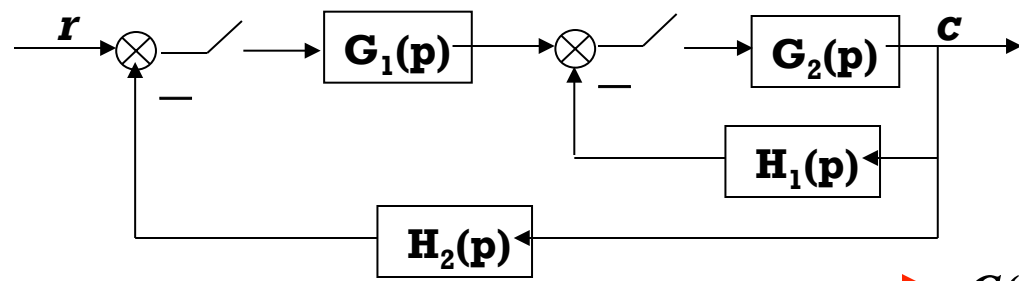 r
G₁(p)
G₂(p)
c
—
—
H₁(p)
H₂(p)